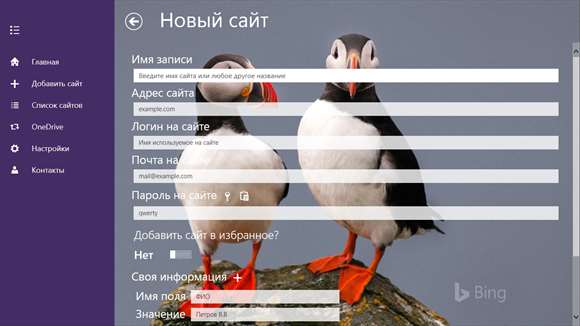 Новый сайт
Главная
Добавить сайт
Список сайтов
OneDrive
Настройки
Контакты
Имя записи
Введите имя сайта или любое другое название
Адрес сайта
example.com
Логин на сайте
Имя используемое на сайте
Почта на сайте
mail@example.com
Пароль на сайте
qwerty
Добавить сайт в избранное?
Нет
Своя информация
Имя поля ФИО
Значение Петров В.В
Bing